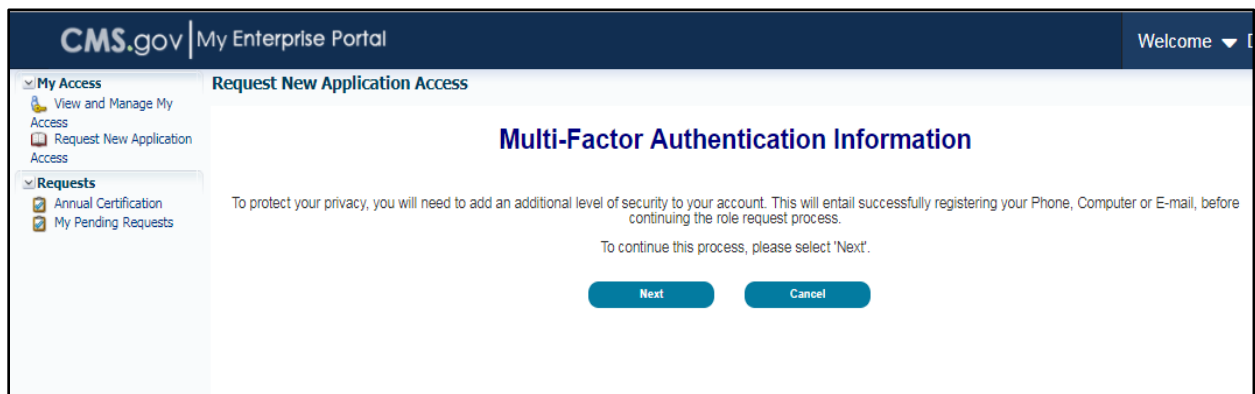 CMS.gov My Enterprise Portal
Welcome
My Access
View and Manage My
Access
Request New Application
Access
Requests
Annual Certification
My Pending Requests
Request New Application Access
Multi-Factor Authentication Information
To protect your privacy, you will need to add an additional level of security to your account. This will entail successfully registering your Phone, Computer or E-mail, before
continuing the role request process.
To continue this process, please select 'Next'.
Next
Cancel